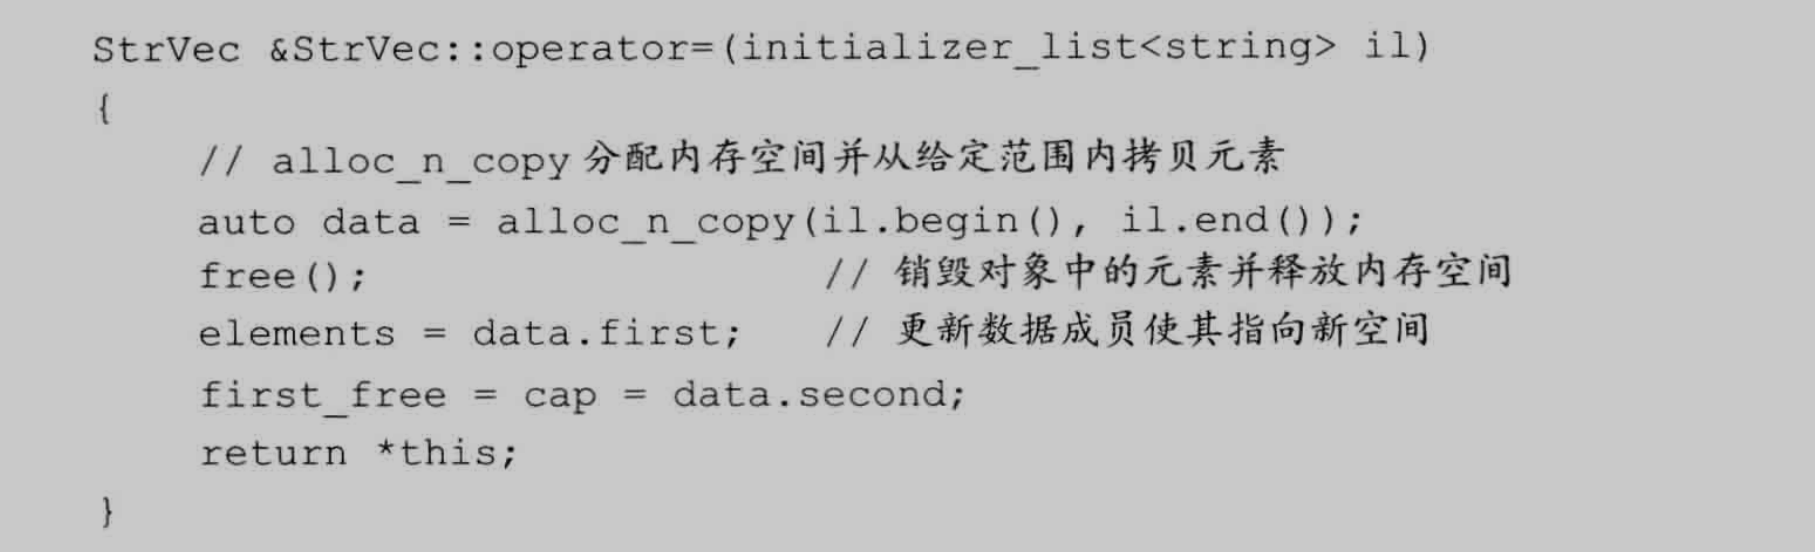 StrVec &StrVec::operator=(initializer_list<string> il)
{
    // alloc_n_copy 分配内存空间并从给定范围内拷贝元素
    auto data = alloc_n_copy(il.begin(), il.end());
    free();                   // 销毁对象中的元素并释放内存空间
    elements = data.first;    // 更新数据成员使其指向新空间
    first_free = cap = data.second;
    return *this;
}